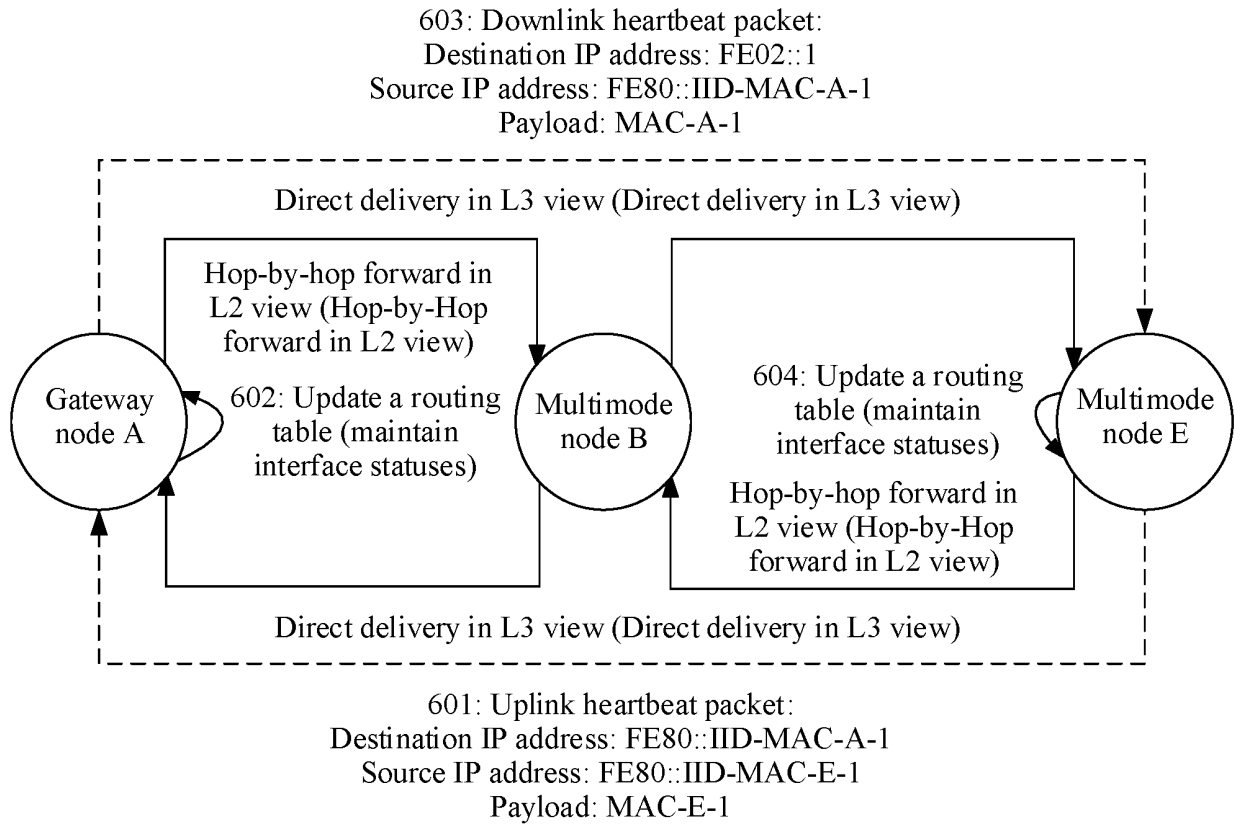 603: Downlink heartbeat packet:
Destination IP address: FE02::1
Source IP address: FE80::IID-MAC-A-1
Payload: MAC-A-1
Direct delivery in L3 view (Direct delivery in L3 view)
Hop-by-hop forward in
L2 view (Hop-by-Hop
forward in L2 view)
Gateway
node A
602: Update a routing
table (maintain
interface statuses)
Multimode
node B
604: Update a routing
table (maintain
interface statuses)
Multimode
node E
Hop-by-hop forward in
L2 view (Hop-by-Hop
forward in L2 view)
Direct delivery in L3 view (Direct delivery in L3 view)
601: Uplink heartbeat packet:
Destination IP address: FE80::IID-MAC-A-1
Source IP address: FE80::IID-MAC-E-1
Payload: MAC-E-1